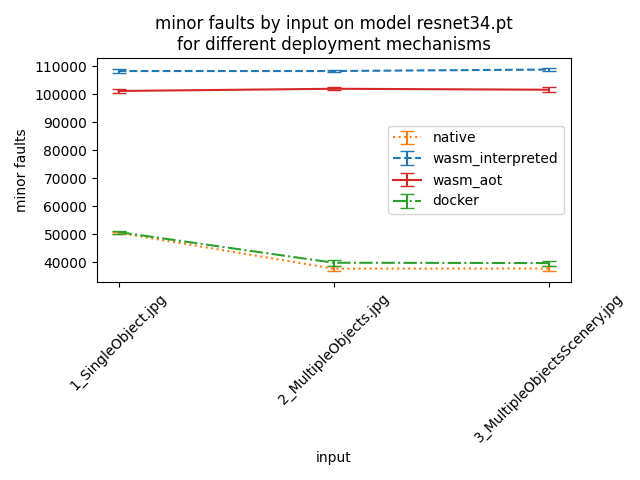 minor faults by input on model resnet34.pt
for different deployment mechanisms
minor faults
110000
100000
90000
80000
70000
60000
50000
40000
native
wasm_interpreted
wasm_aot
docker
1_SingleObject.jpg
2_MultipleObjects.jpg
3_MultipleObjectsScenery.jpg
input